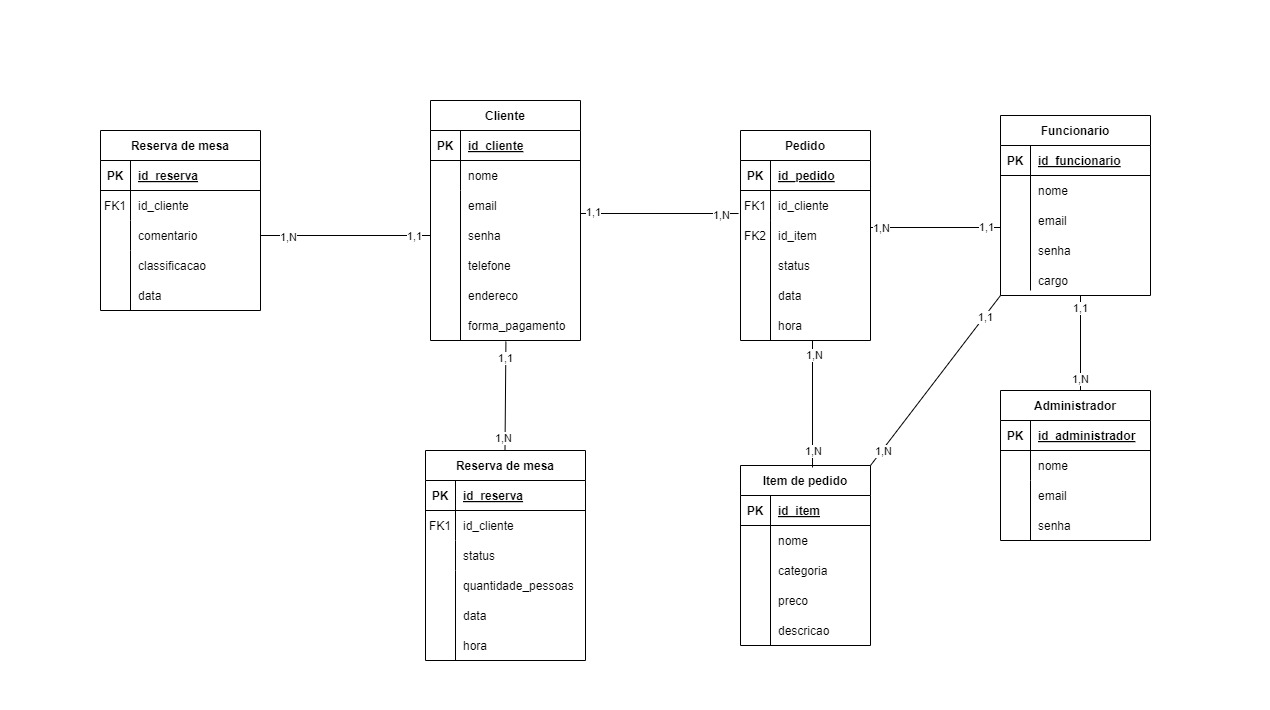 Reserva de mesa
PK id_reserva
FK1 id_cliente
comentario
classificacao
data
Cliente
PK id_cliente
nome
email
senha
telefone
endereco
forma_pagamento
Pedido
PK id_pedido
FK1 id_cliente
FK2 id_item
status
data
hora
Funcionario
PK id_funcionario
nome
email
senha
cargo
1,N
1,1
1,1
1,N
1,N
1,1
1,1
1,N
1,N
1,N
1,1
1,N
1,1
1,N
Reserva de mesa
PK id_reserva
FK1 id_cliente
status
quantidade_pessoas
data
hora
Item de pedido
PK id_item
nome
categoria
preco
descricao
Administrador
PK id_administrador
nome
email
senha